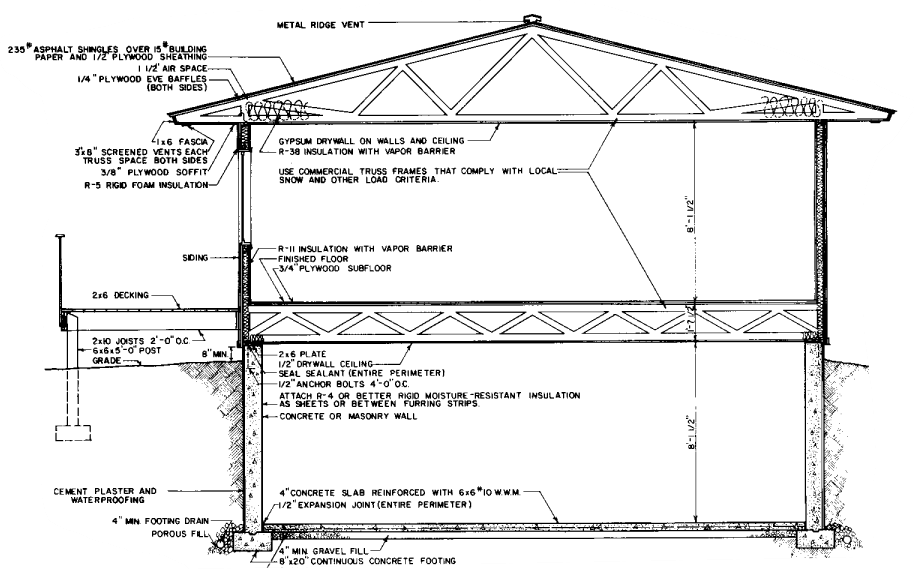 METAL RIDGE VENT
235# ASPHALT SHINGLES OVER 15# BUILDING
PAPER AND 1/2" PLYWOOD SHEATHING
1 1/2' AIR SPACE
1/4" PLYWOOD EVE BAFFLES
(BOTH SIDES)
1x6 FASCIA
3"x8" SCREENED VENTS EACH
TRUSS SPACE BOTH SIDES
3/8" PLYWOOD SOFFIT
R-5 RIGID FOAM INSULATION
GYPSUM DRYWALL ON WALLS AND CEILING
R-38 INSULATION WITH VAPOR BARRIER
USE COMMERCIAL TRUSS FRAMES THAT COMPLY WITH LOCAL
SNOW AND OTHER LOAD CRITERIA.
8'-1 1/2"
SIDING
R-11 INSULATION WITH VAPOR BARRIER
FINISHED FLOOR
3/4" PLYWOOD SUBFLOOR
2x6 DECKING
1'-7 1/2"
2x10 JOISTS 2'-0" O.C.
6x6x5'-0" POST
GRADE
8" MIN.
2x6 PLATE
1/2" DRYWALL CEILING
SEAL SEALANT (ENTIRE PERIMETER)
1/2" ANCHOR BOLTS 4'-0" O.C.
ATTACH R-4 OR BETTER RIGID MOISTURE-RESISTANT INSULATION
AS SHEETS OR BETWEEN FURRING STRIPS.
CONCRETE OR MASONRY WALL
8'-1 1/2"
CEMENT PLASTER AND
WATERPROOFING
4" CONCRETE SLAB REINFORCED WITH 6x6 #10 W.W.M.
1/2" EXPANSION JOINT (ENTIRE PERIMETER)
4" MIN. FOOTING DRAIN
POROUS FILL
4" MIN. GRAVEL FILL
8"x20" CONTINUOUS CONCRETE FOOTING